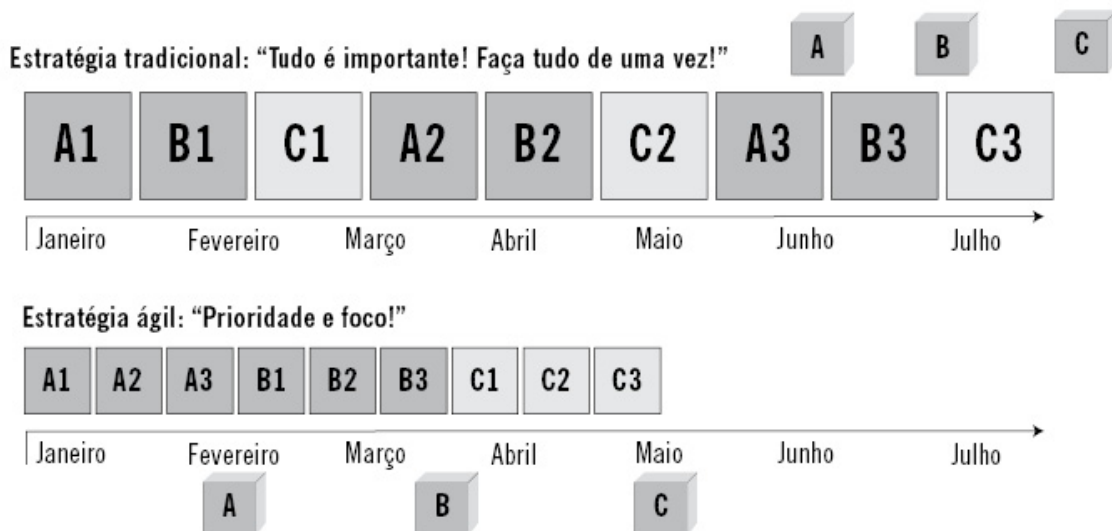 Estratégia tradicional: “Tudo é importante! Faça tudo de uma vez!”
A B C
A1 B1 C1 A2 B2 C2 A3 B3 C3
Janeiro Fevereiro Março Abril Maio Junho Julho
Estratégia ágil: “Prioridade e foco!”
A1 A2 A3 B1 B2 B3 C1 C2 C3
Janeiro Fevereiro Março Abril Maio Junho Julho
A B C